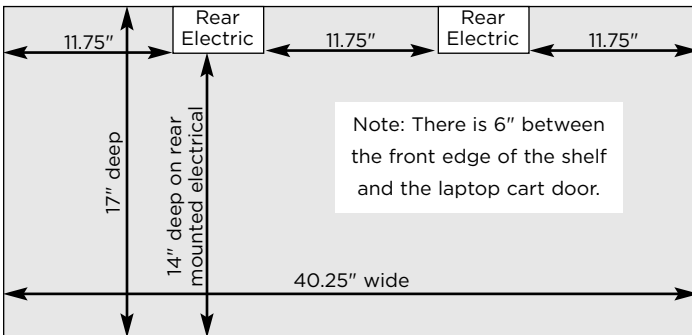 Rear
Electric
Rear
Electric
11.75"
11.75"
11.75"
17" deep
14" deep on rear
mounted electrical
Note: There is 6" between
the front edge of the shelf
and the laptop cart door.
40.25" wide